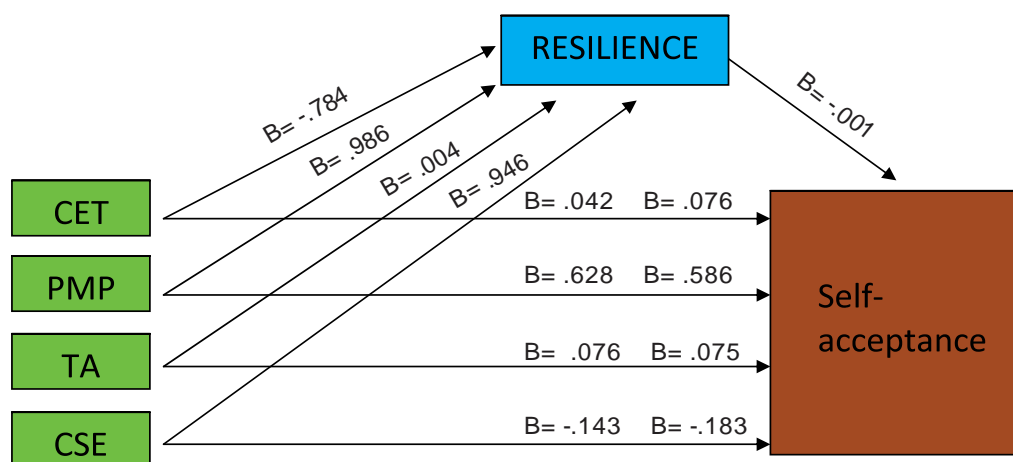 RESILIENCE
B= -.784
B= .986
B= .004
B= .946
B= -.001
CET
B= .042 B= .076
PMP
B= .628 B= .586
TA
B= .076 B= .075
CSE
B= -.143 B= -.183
Self-
acceptance